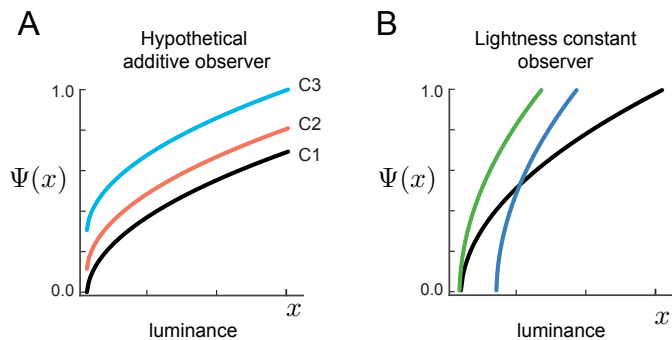 A
Hypothetical
additive observer
1.0
Ψ(x)
0.0
C3
C2
C1
x
luminance
B
Lightness constant
observer
1.0
Ψ(x)
0.0
x
luminance